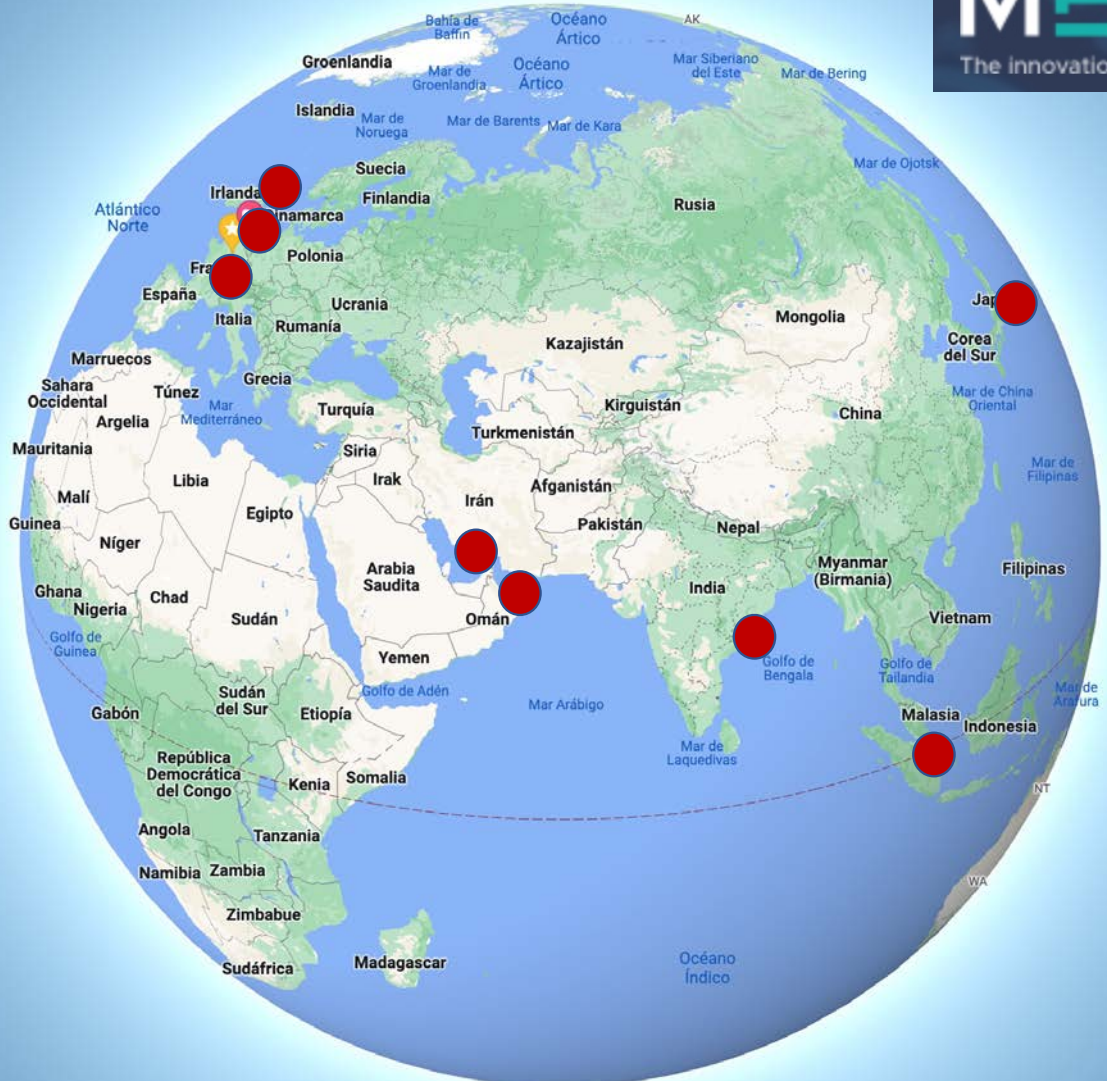 Bahía de
Baffin
Océano
Ártico
AK
The innovatio
Groenlandia
Mar de
Groenlandia
Océano
Ártico
Mar Siberiano
del Este
Mar de Bering
Islandia
Mar de
Noruega
Mar de Barents
Mar de Kara
Suecia
Mar de Ojotsk
Irlanda
Finlandia
Rusia
Atlántico
Norte
inamarca
Polonia
Fra
España
Ucrania
Jap
Italia
Rumanía
Mongolia
Kazajistán
Corea
del Sur
Marruecos
Grecia
Sahara
Occidental
Túnez
Mar
Mediterráneo
Turquía
Kirguistán
China
Mar de China
Oriental
Argelia
Turkmenistán
Mauritania
Siria
Libia
Irak
Irán
Afganistán
Mar de
Filipinas
Malí
Egipto
Pakistán
Nepal
Guinea
Níger
Arabia
Saudita
Myanmar
(Birmania)
Filipinas
Ghana
Nigeria
Chad
Sudán
Omán
India
Vietnam
Golfo de
Guinea
Yemen
Golfo de
Bengala
Golfo de
Tailandia
Sudán
del Sur
Golfo de Adén
Mar de
Arafura
Gabón
Etiopía
Mar Arábigo
Malasia
Indonesia
Mar de
Laquedivas
República
Democrática
del Congo
Kenia
Somalia
NT
Angola
Tanzania
Namibia
Zambia
WA
Zimbabue
Sudáfrica
Madagascar
Océano
Índico